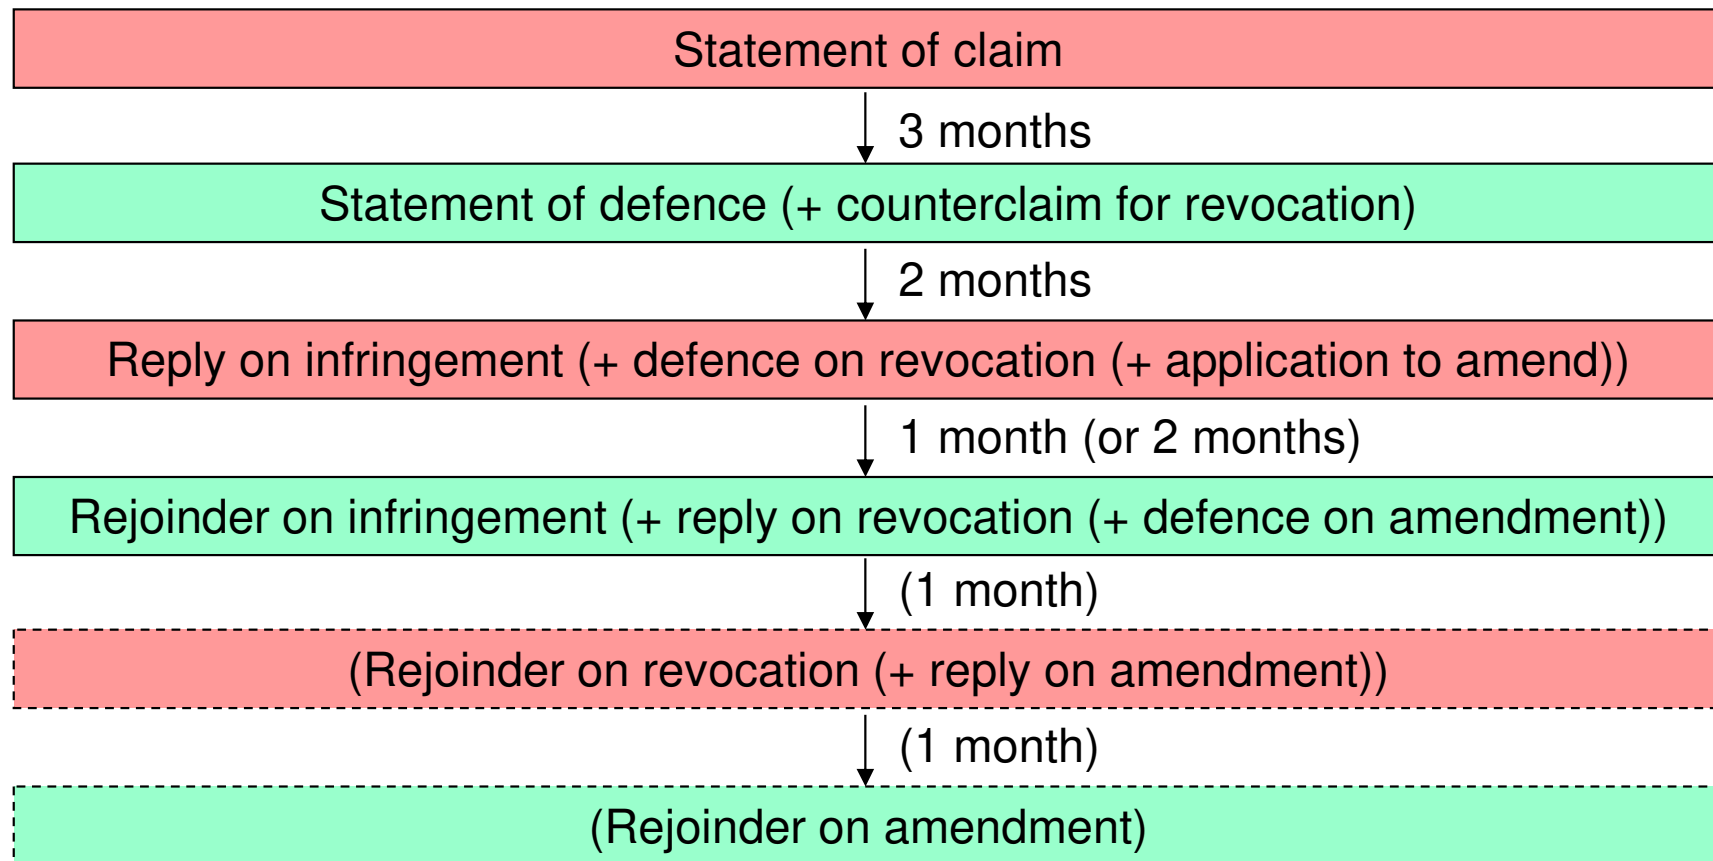 Statement of claim
3 months
Statement of defence (+ counterclaim for revocation)
2 months
Reply on infringement (+ defence on revocation (+ application to amend))
1 month (or 2 months)
Rejoinder on infringement (+ reply on revocation (+ defence on amendment))
(1 month)
(Rejoinder on revocation (+ reply on amendment))
(1 month)
(Rejoinder on amendment)